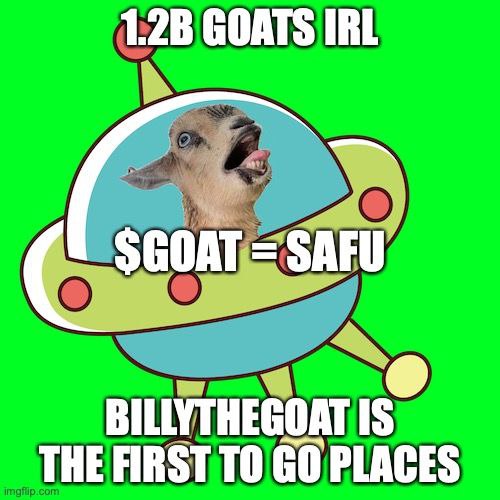 1.2B GOATS IRL
$GOAT = SAFU
BILLYTHEGOAT IS
THE FIRST TO GO PLACES
imgflip.com